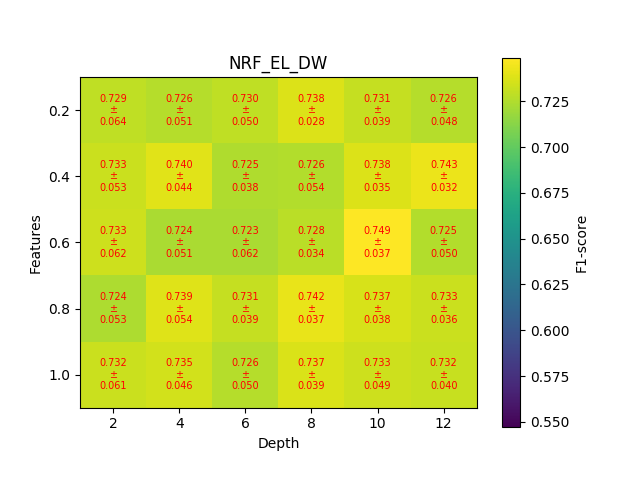 NRF_EL_DW
0.2
0.729 ± 0.064
0.726 ± 0.051
0.730 ± 0.050
0.738 ± 0.028
0.731 ± 0.039
0.726 ± 0.048
0.4
0.733 ± 0.053
0.740 ± 0.044
0.725 ± 0.038
0.726 ± 0.054
0.738 ± 0.035
0.743 ± 0.032
0.6
0.733 ± 0.062
0.724 ± 0.051
0.723 ± 0.062
0.728 ± 0.034
0.749 ± 0.037
0.725 ± 0.050
0.8
0.724 ± 0.053
0.739 ± 0.054
0.731 ± 0.039
0.742 ± 0.037
0.737 ± 0.038
0.733 ± 0.036
1.0
0.732 ± 0.061
0.735 ± 0.046
0.726 ± 0.050
0.737 ± 0.039
0.733 ± 0.049
0.732 ± 0.040
2 4 6 8 10 12
Depth
Features
0.725
0.700
0.675
0.650
0.625
0.600
0.575
0.550
F1-score